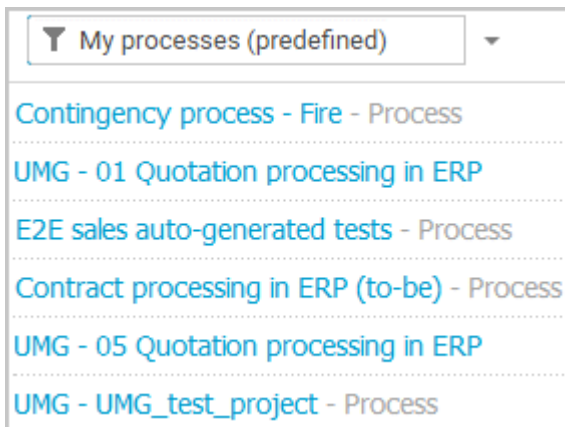 My processes (predefined)
Contingency process - Fire - Process
UMG - 01 Quotation processing in ERP
E2E sales auto-generated tests - Process
Contract processing in ERP (to-be) - Process
UMG - 05 Quotation processing in ERP
UMG - UMG_test_project - Process